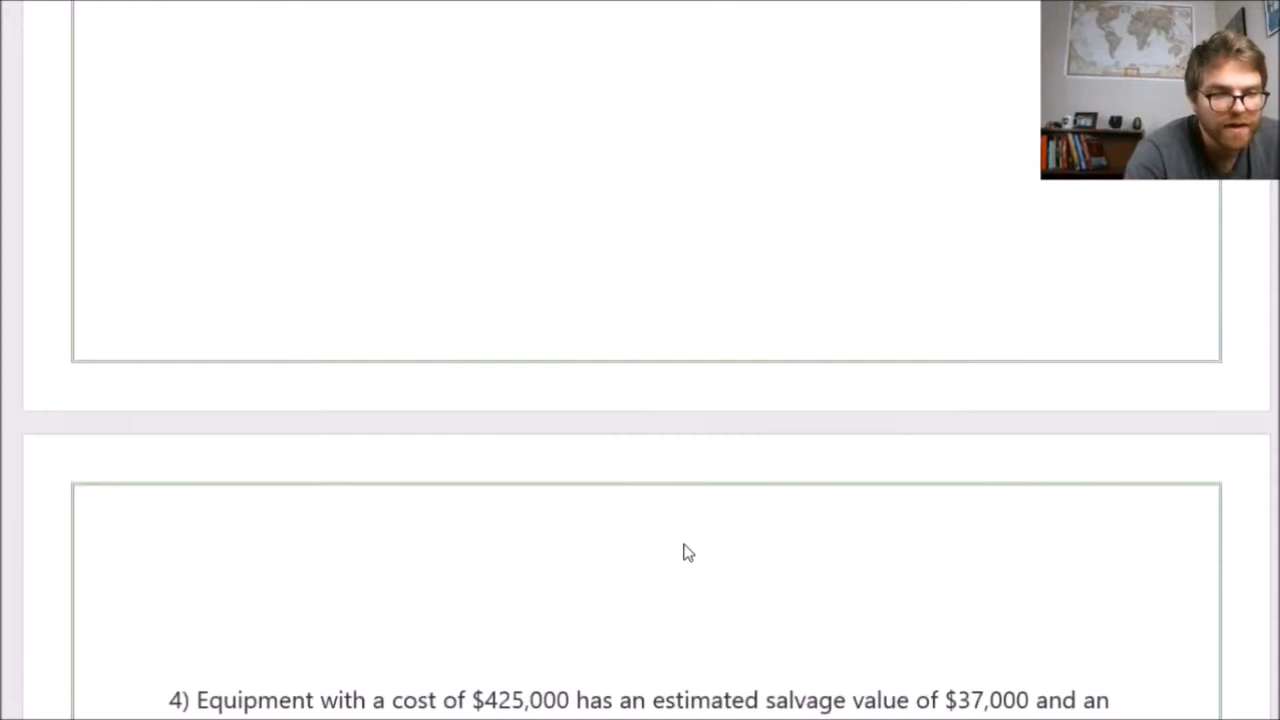 4) Equipment with a cost of $425,000 has an estimated salvage value of $37,000 and an